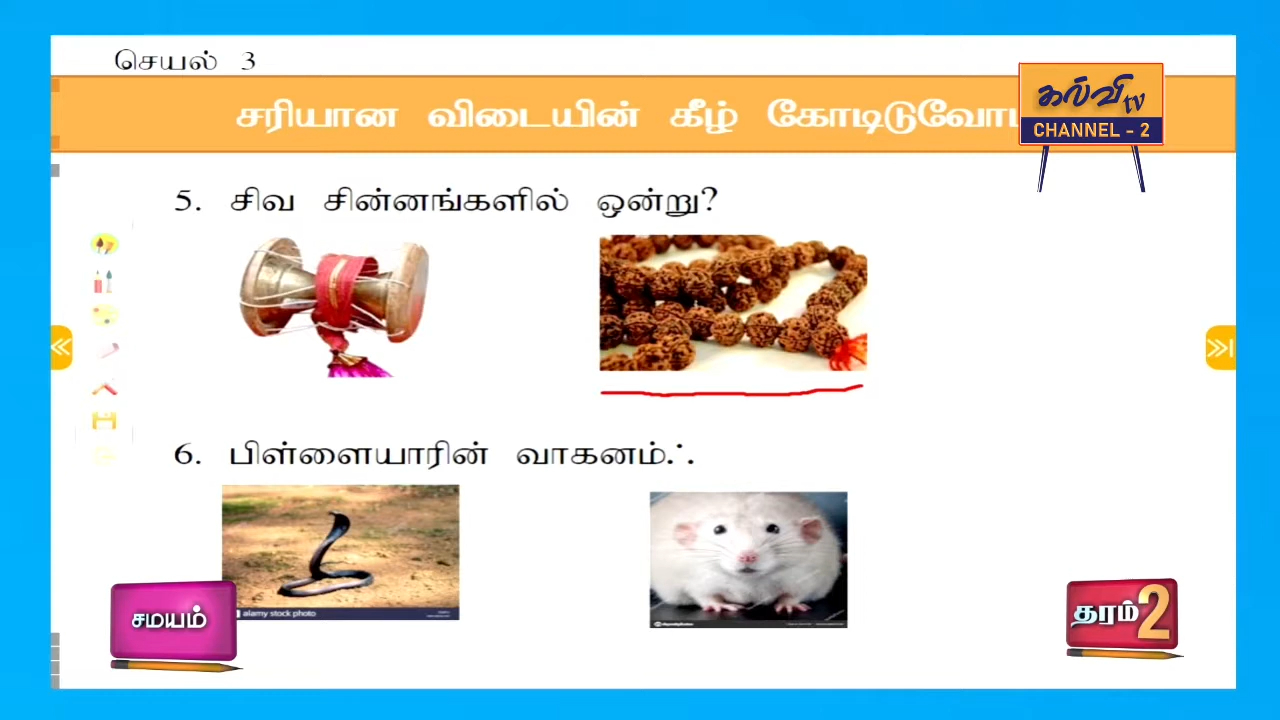 செயல் 3
சரியான விடையின் கீழ் கோடிடுவோ
கல்வி tv
CHANNEL - 2
5. சிவ சின்னங்களில் ஒன்று?
6. பிள்ளையாரின் வாகனம்ஃ.
alamy stock photo
சமயம்
தரம் 2